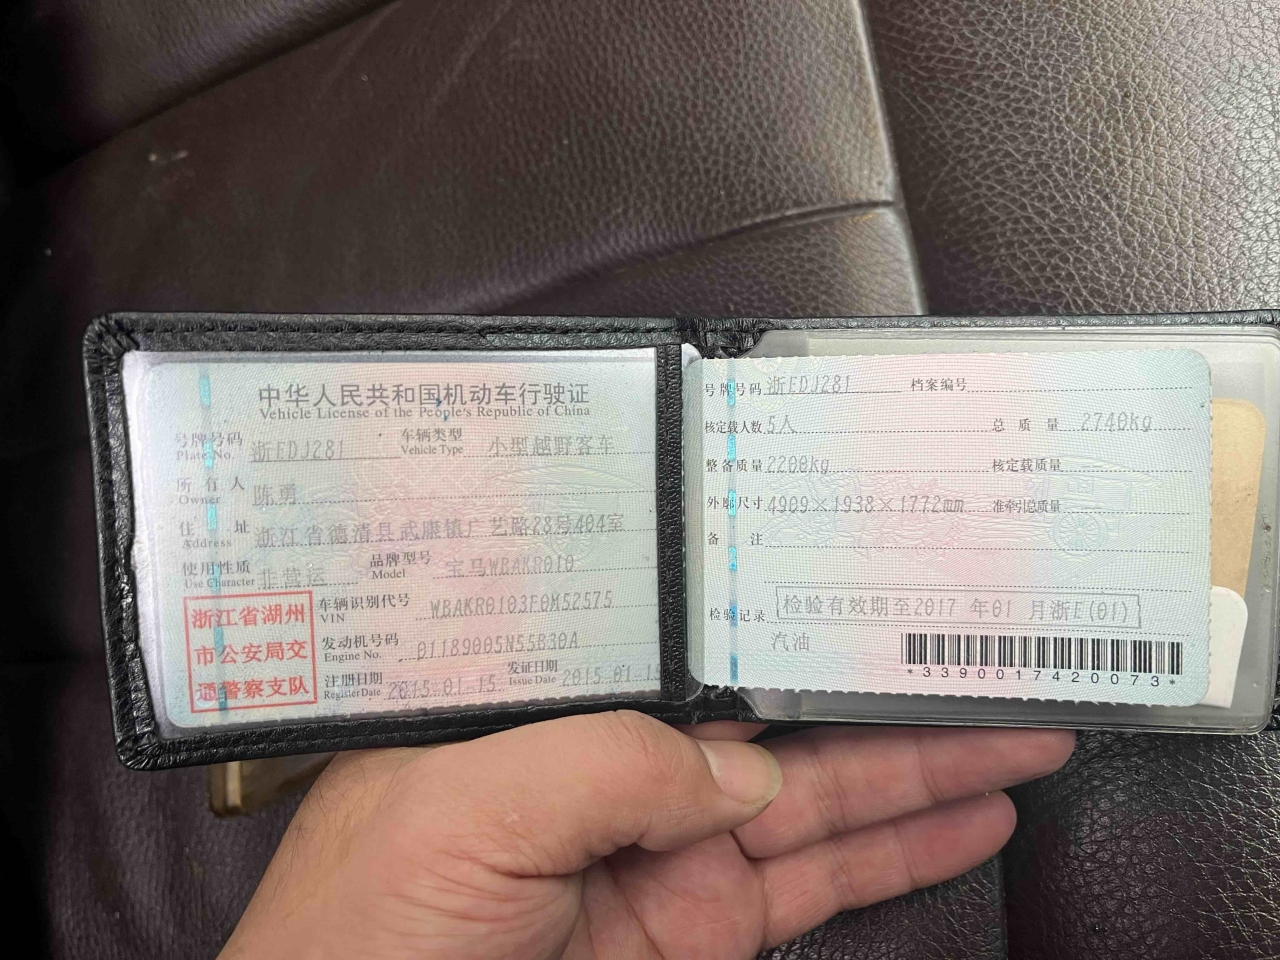 中华人民共和国机动车行驶证
Vehicle License of the People's Republic of China
号牌号码 浙EDJ281 车辆类型 小型越野客车
Plate No. Vehicle Type
所有人 陈勇
Owner
住址 浙江省德清县武康镇广艺路28号404室
Address
使用性质 非营运 品牌型号 宝马WBAKR010
Use Character Model
浙江省湖州
市公安局交
通警察支队
车辆识别代号 WBAKR0103F0M52575
VIN
发动机号码 01189005N55B30A
Engine No.
注册日期 2015-01-15 发证日期 2015-01-15
Register Date Issue Date
号牌号码 浙EDJ281 档案编号
核定载人数 5人 总质量 2740kg
整备质量 2200kg 核定载质量
外廓尺寸 4909×1938×1772mm 准牵引总质量
备注
检验记录 检验有效期至2017 年01 月浙E(01)
汽油
*3390017420073*